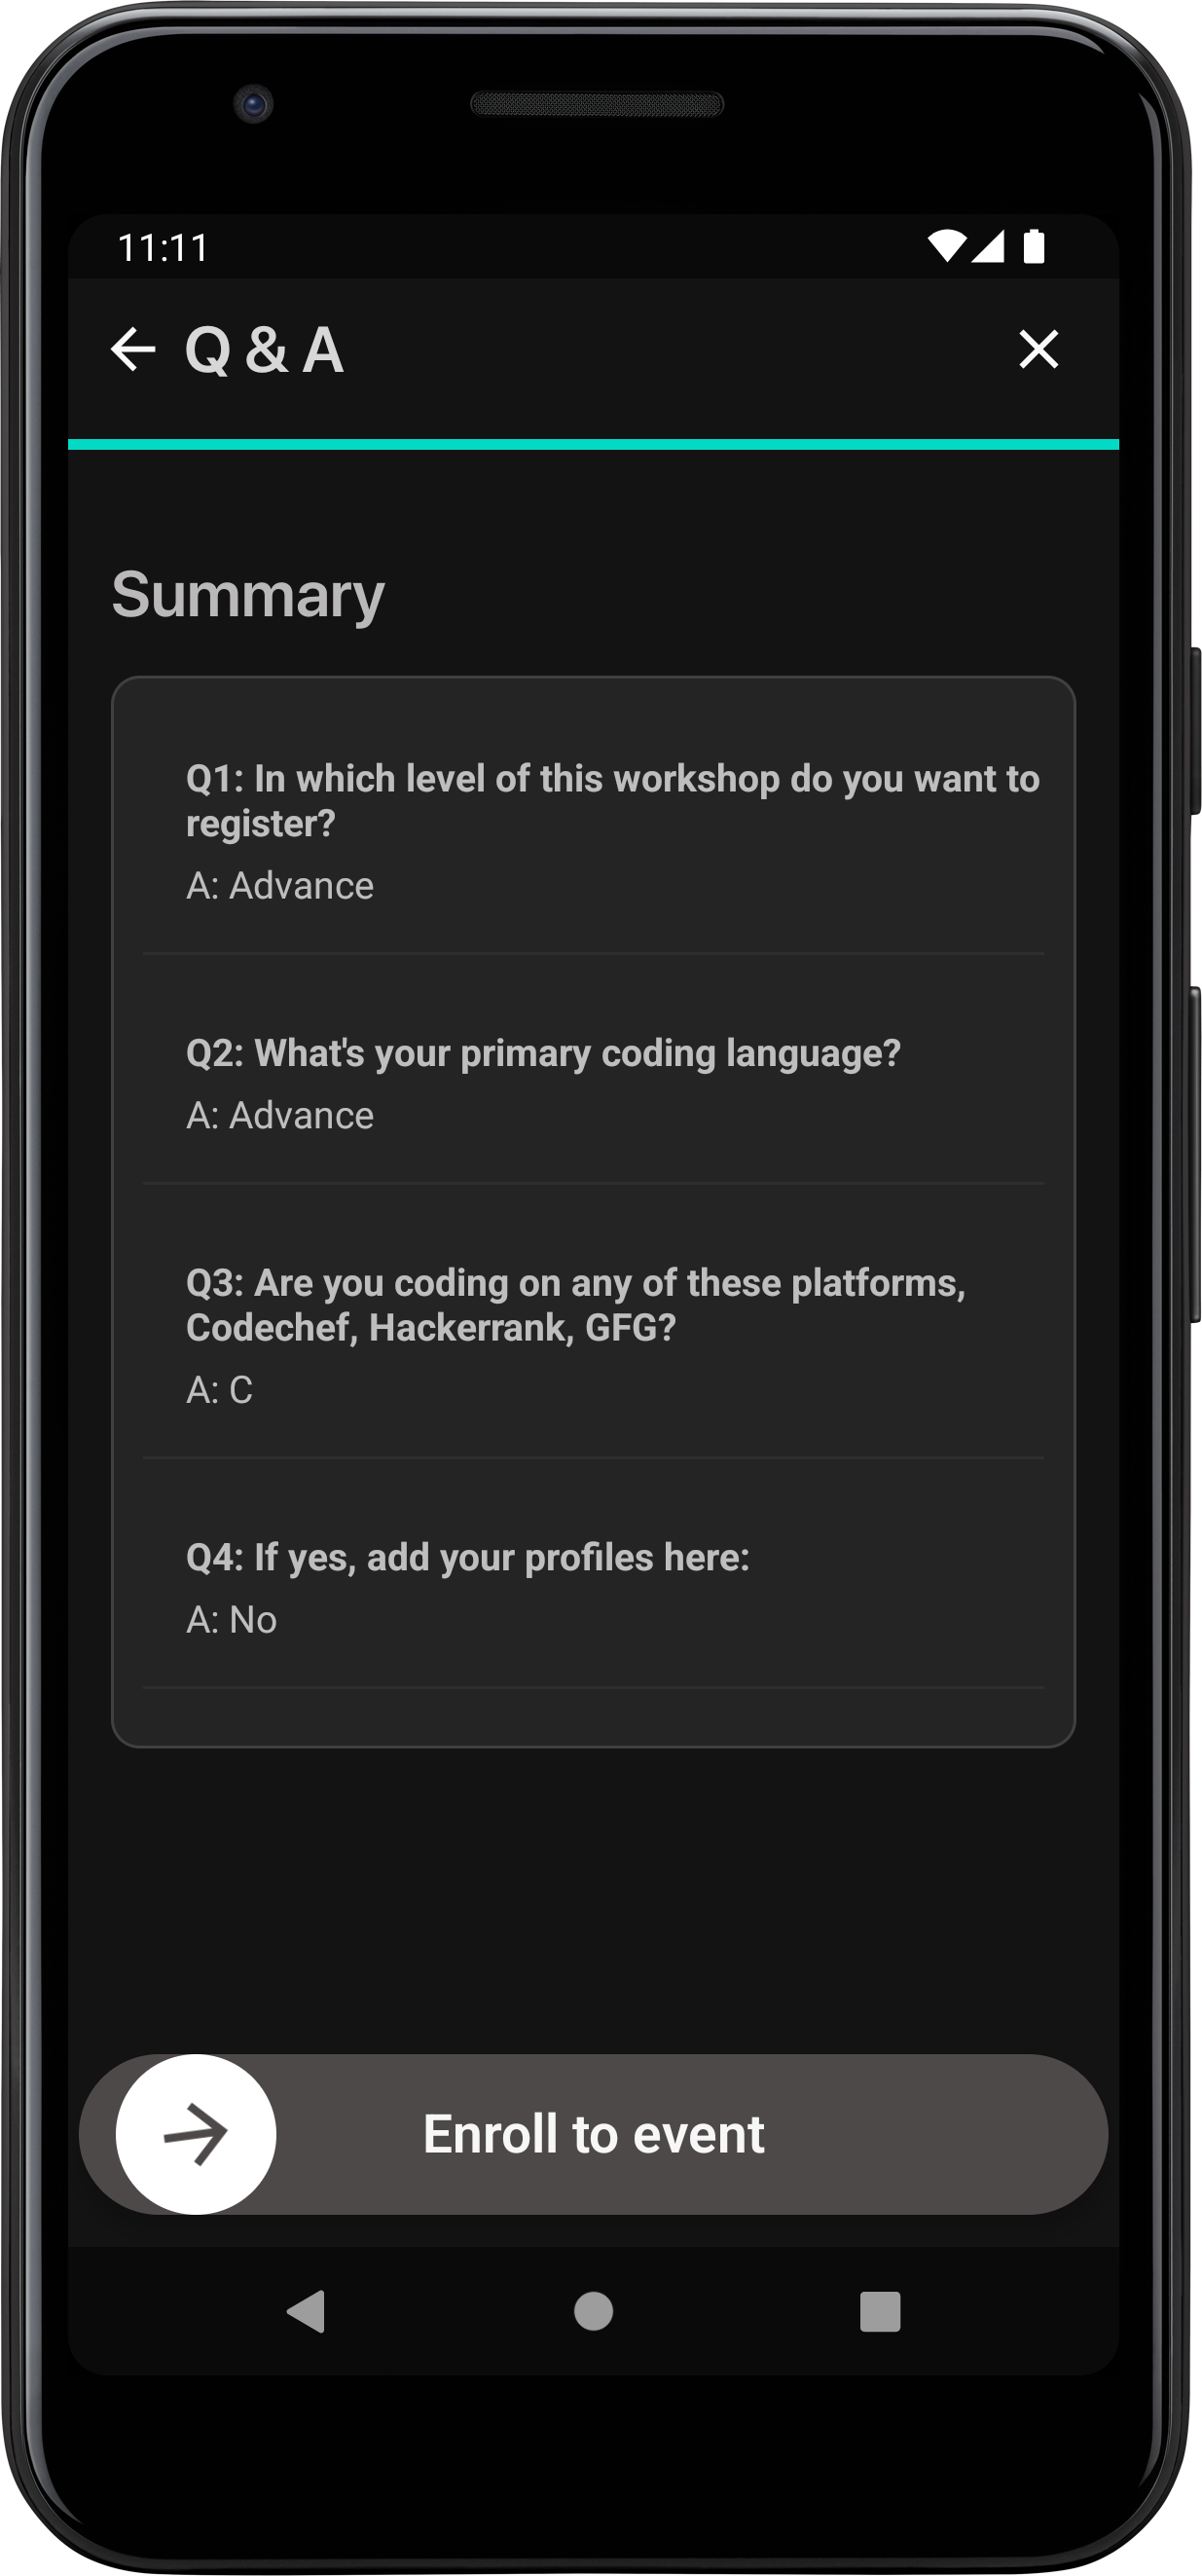 11:11
Q & A
Summary
Q1: In which level of this workshop do you want to
register?
A: Advance
Q2: What's your primary coding language?
A: Advance
Q3: Are you coding on any of these platforms,
Codechef, Hackerrank, GFG?
A: C
Q4: If yes, add your profiles here:
A: No
Enroll to event